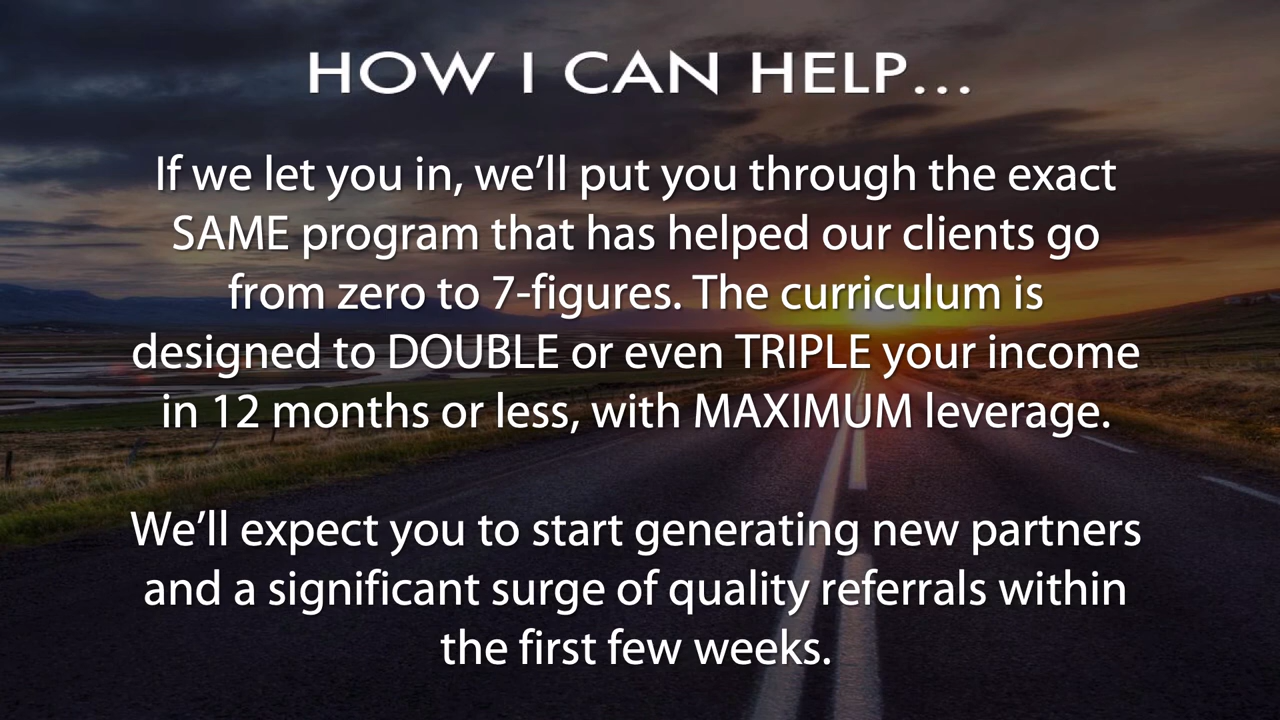 HOW I CAN HELP...
If we let you in, we’ll put you through the exact
SAME program that has helped our clients go
from zero to 7-figures. The curriculum is
designed to DOUBLE or even TRIPLE your income
in 12 months or less, with MAXIMUM leverage.
We’ll expect you to start generating new partners
and a significant surge of quality referrals within
the first few weeks.